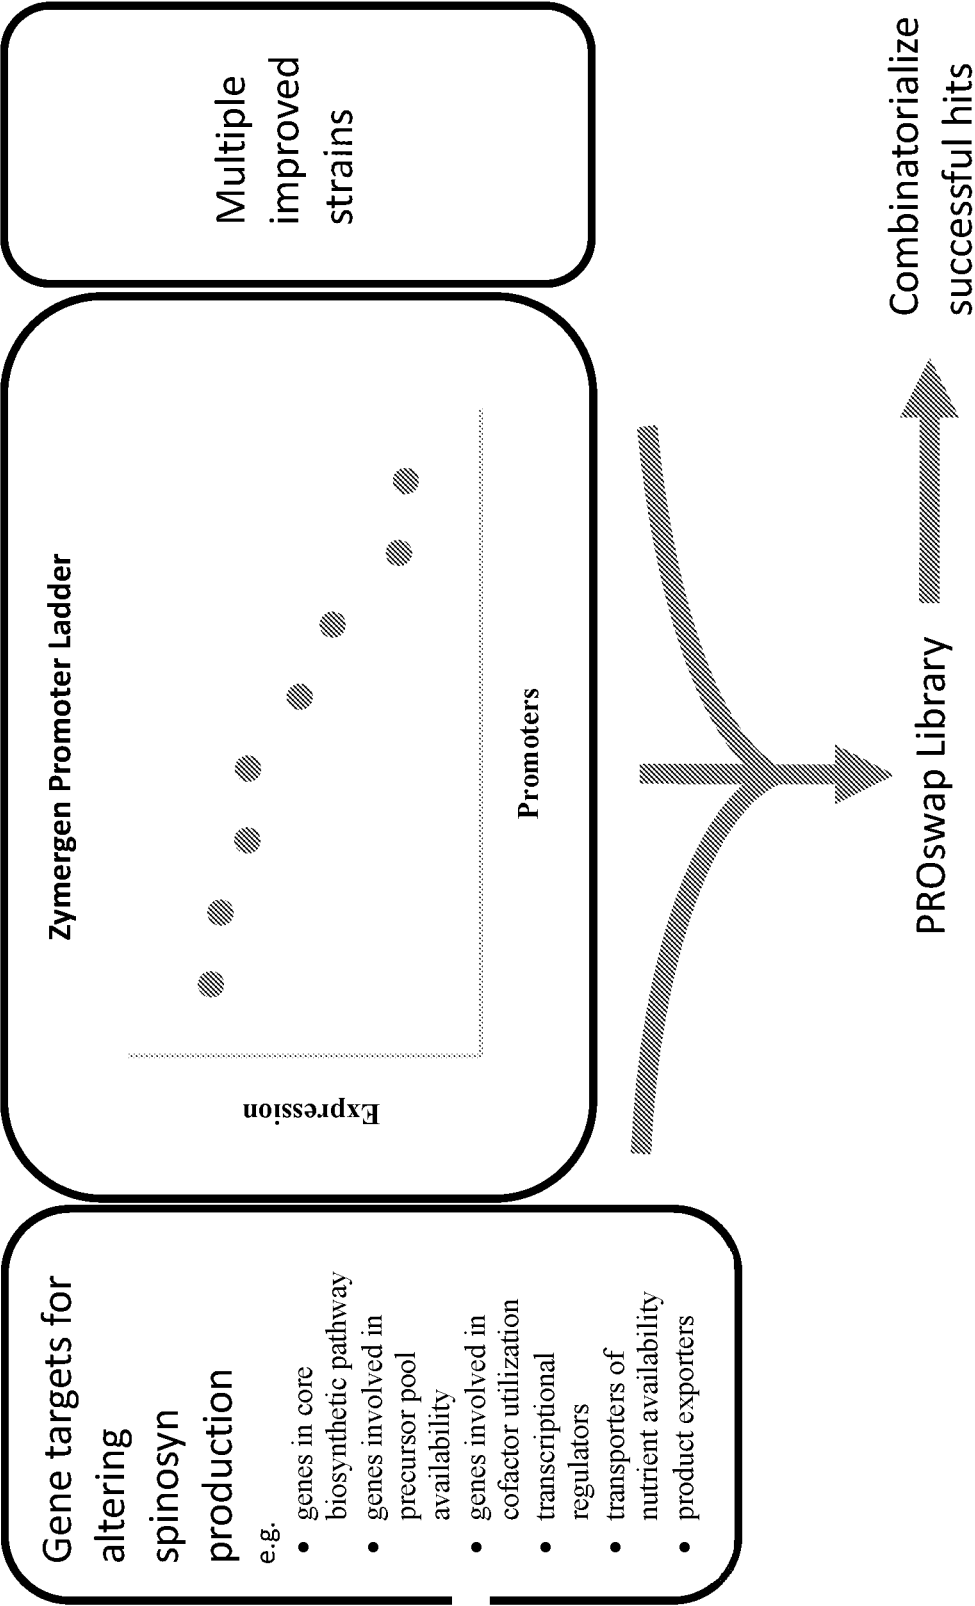 Gene targets for
altering
spinosyn
production
e.g.
• genes in core
biosynthetic pathway
• genes involved in
precursor pool
availability
• genes involved in
cofactor utilization
• transcriptional
regulators
• transporters of
nutrient availability
• product exporters
Zymergen Promoter Ladder
Expression
Promoters
Multiple
improved
strains
PROswap Library
Combinatorialize
successful hits